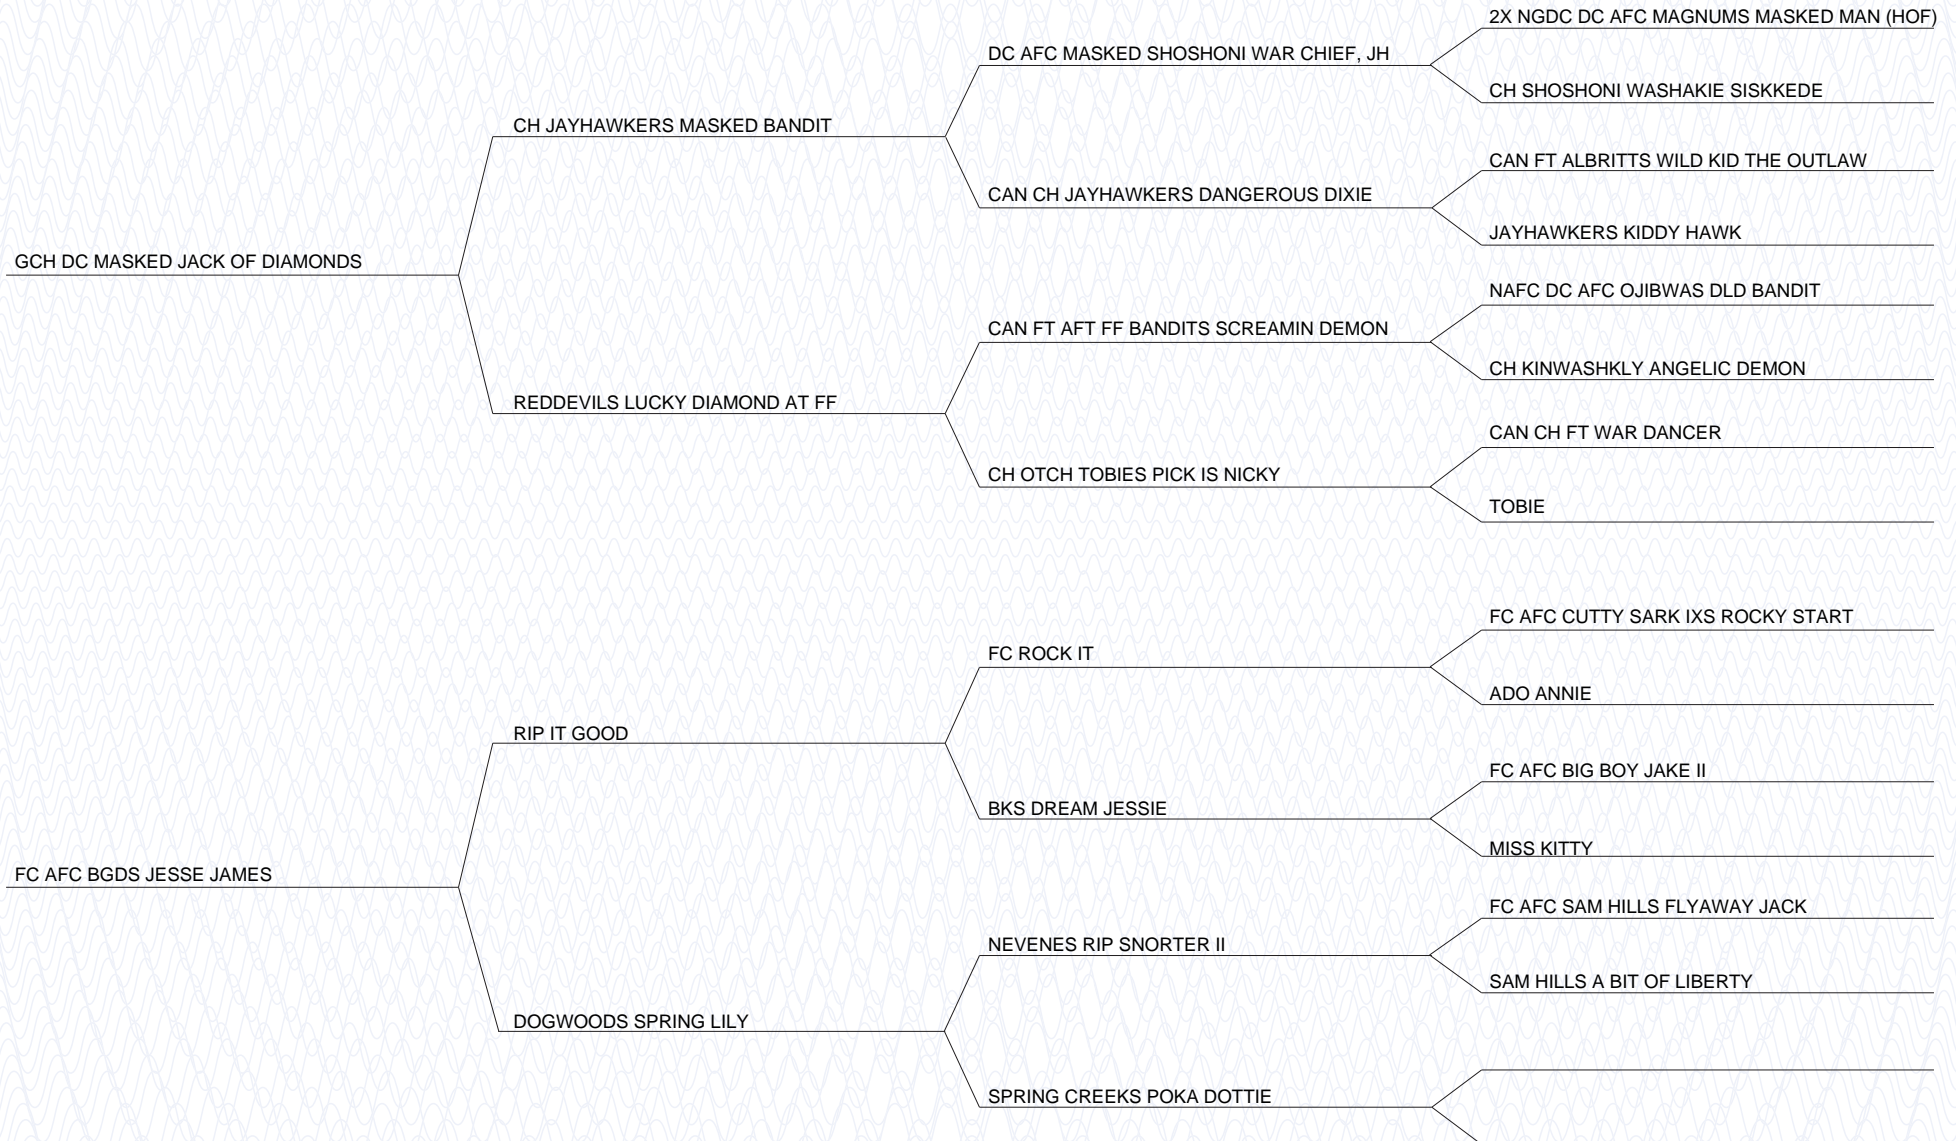 2X NGDC DC AFC MAGNUMS MASKED MAN (HOF)
DC AFC MASKED SHOSHONI WAR CHIEF, JH
CH SHOSHONI WASHAKIE SISKKEDE
CH JAYHAWKERS MASKED BANDIT
CAN FT ALBRITTS WILD KID THE OUTLAW
CAN CH JAYHAWKERS DANGEROUS DIXIE
JAYHAWKERS KIDDY HAWK
GCH DC MASKED JACK OF DIAMONDS
NAFC DC AFC OJIBWAS DLD BANDIT
CAN FT AFT FF BANDITS SCREAMIN DEMON
CH KINWASHKLY ANGELIC DEMON
REDDEVILS LUCKY DIAMOND AT FF
CAN CH FT WAR DANCER
CH OTCH TOBIES PICK IS NICKY
TOBIE
FC AFC CUTTY SARK IXS ROCKY START
FC ROCK IT
ADO ANNIE
RIP IT GOOD
FC AFC BIG BOY JAKE II
BKS DREAM JESSIE
MISS KITTY
FC AFC BGDS JESSE JAMES
FC AFC SAM HILLS FLYAWAY JACK
NEVENES RIP SNORTER II
SAM HILLS A BIT OF LIBERTY
DOGWOODS SPRING LILY
SPRING CREEKS POKA DOTTIE